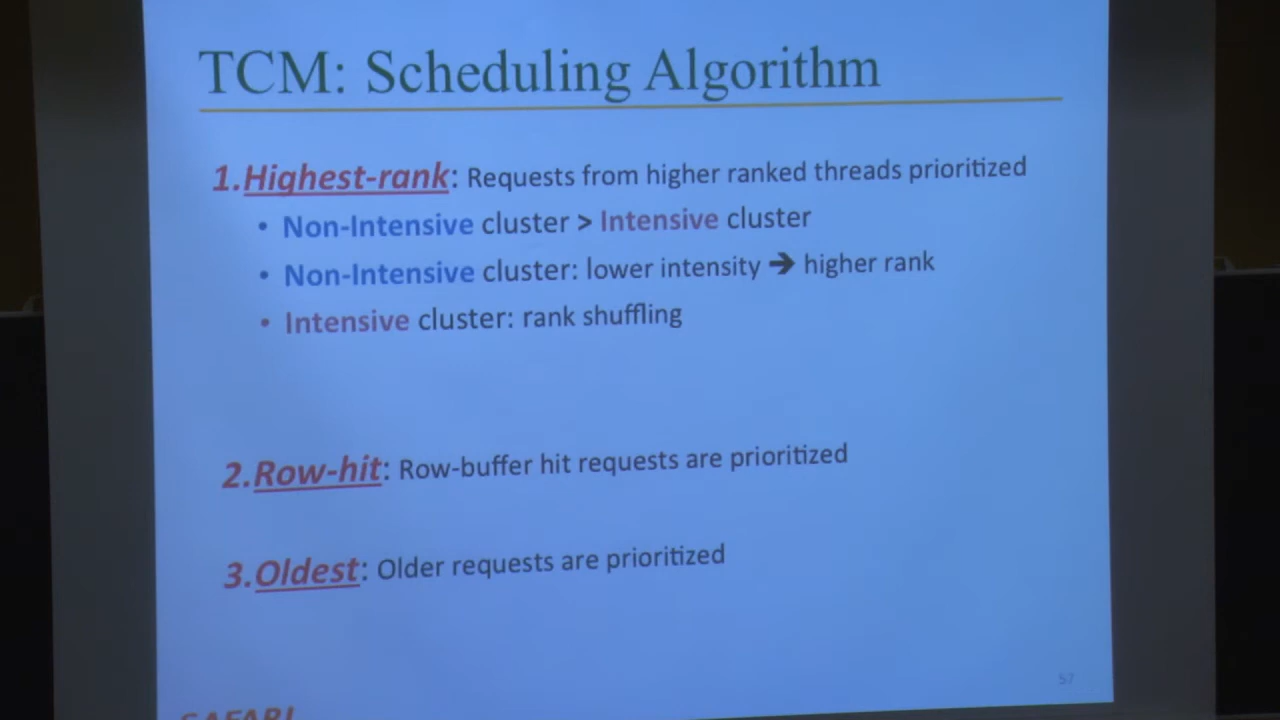 TCM: Scheduling Algorithm
1.Highest-rank: Requests from higher ranked threads prioritized
• Non-Intensive cluster > Intensive cluster
• Non-Intensive cluster: lower intensity ➔ higher rank
• Intensive cluster: rank shuffling
2.Row-hit: Row-buffer hit requests are prioritized
3.Oldest: Older requests are prioritized
57
SAFARI